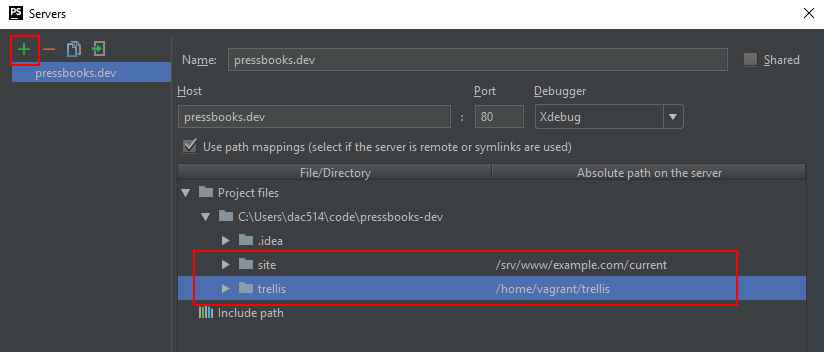 PS Servers
pressbooks.dev
Name: pressbooks.dev Shared
Host Port Debugger
pressbooks.dev : 80 Xdebug
Use path mappings (select if the server is remote or symlinks are used)
File/Directory Absolute path on the server
Project files
C:\Users\dac514\code\pressbooks-dev
.idea
site /srv/www/example.com/current
trellis /home/vagrant/trellis
Include path